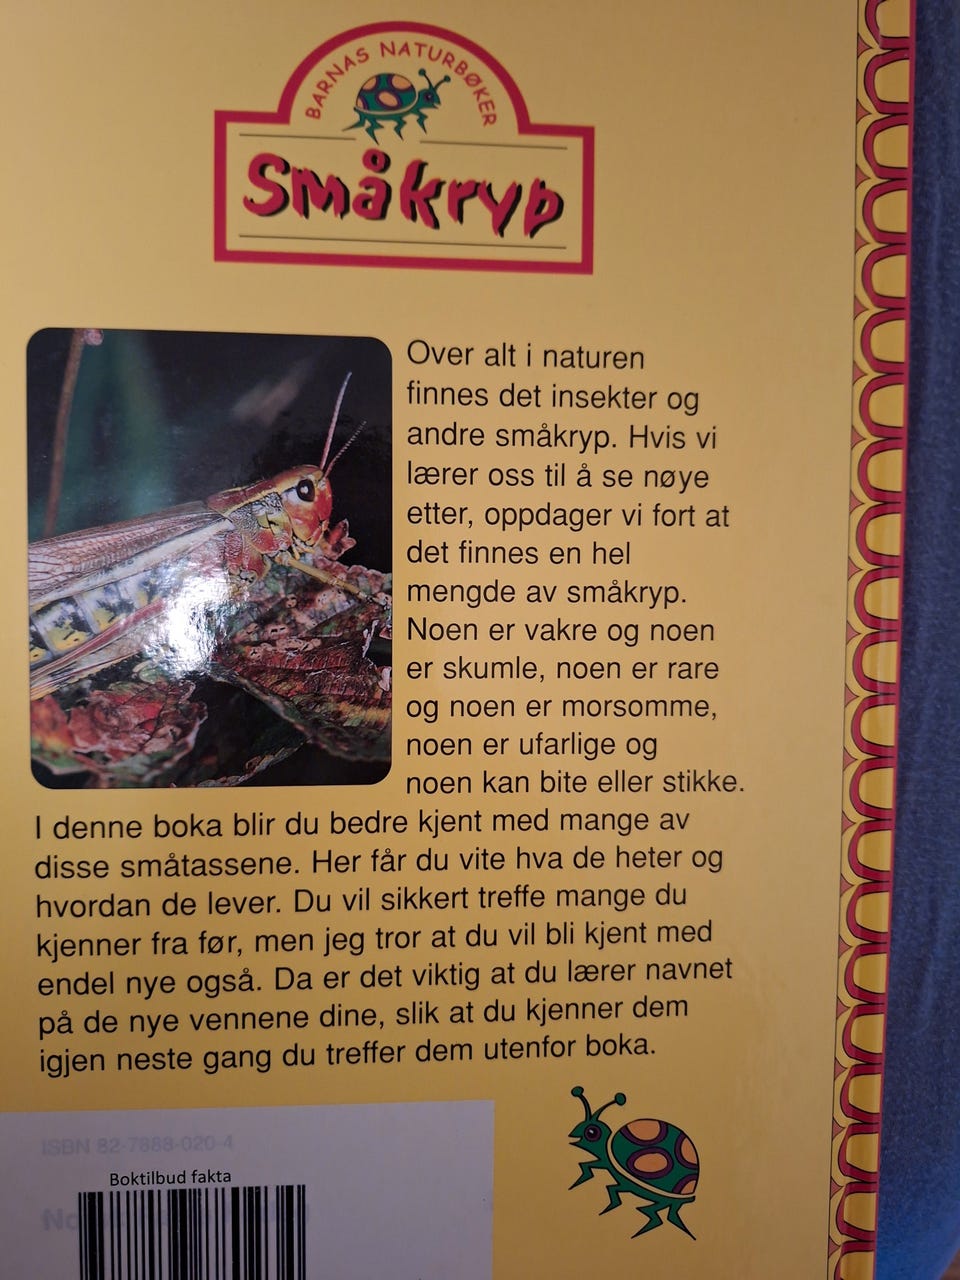 BARNAS NATURBØKER
Småkryp
Over alt i naturen
finnes det insekter og
andre småkryp. Hvis vi
lærer oss til å se nøye
etter, oppdager vi fort at
det finnes en hel
mengde av småkryp.
Noen er vakre og noen
er skumle, noen er rare
og noen er morsomme,
noen er ufarlige og
noen kan bite eller stikke.
I denne boka blir du bedre kjent med mange av
disse småtassene. Her får du vite hva de heter og
hvordan de lever. Du vil sikkert treffe mange du
kjenner fra før, men jeg tror at du vil bli kjent med
endel nye også. Da er det viktig at du lærer navnet
på de nye vennene dine, slik at du kjenner dem
igjen neste gang du treffer dem utenfor boka.
ISBN 82-7888-020-4
Boktilbud fakta